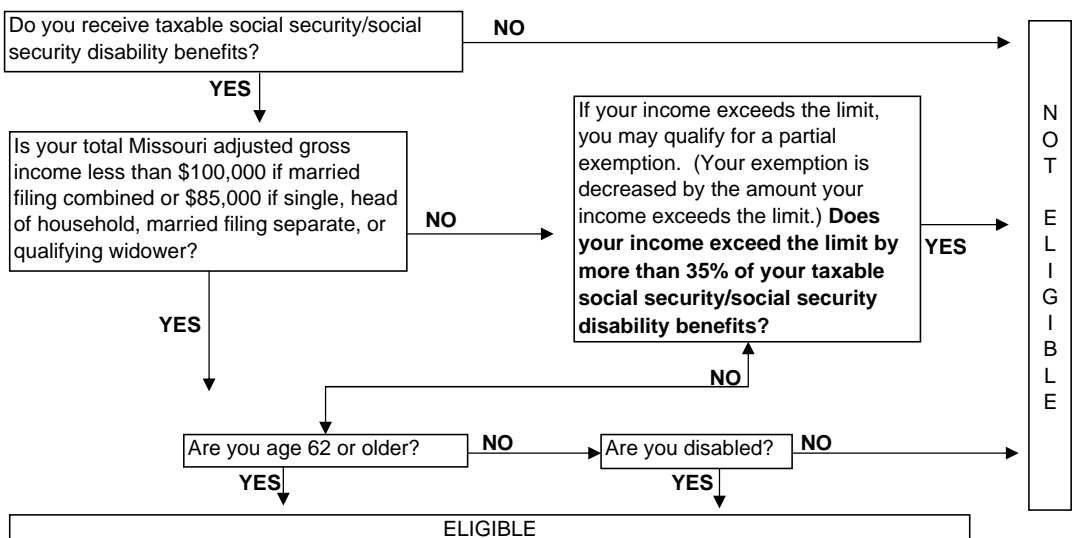 Do you receive taxable social security/social
security disability benefits?
NO
YES
Is your total Missouri adjusted gross
income less than $100,000 if married
filing combined or $85,000 if single, head
of household, married filing separate, or
qualifying widower?
NO
If your income exceeds the limit,
you may qualify for a partial
exemption. (Your exemption is
decreased by the amount your
income exceeds the limit.) Does
your income exceed the limit by
more than 35% of your taxable
social security/social security
disability benefits?
YES
YES
NO
Are you age 62 or older?
NO
Are you disabled?
NO
YES
YES
ELIGIBLE
NOT ELIGIBLE